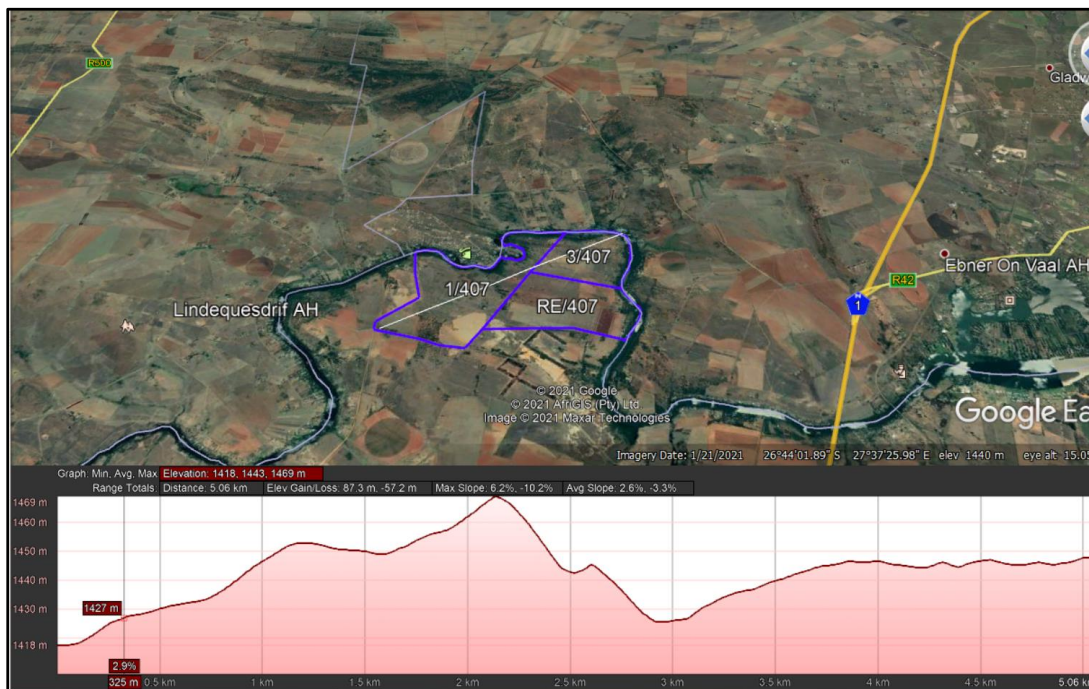 R500
Gladw
3/407
1/407
Ebner On Vaal AH
R42
Lindequesdrif AH
RE/407
N
1
© 2021 Google
© 2021 AfriGIS (Pty) Ltd
Image © 2021 Maxar Technologies
Google Ea
Imagery Date: 1/21/2021 26°44'01.89" S 27°37'25.98" E elev 1440 m eye alt 15.05
Graph: Min, Avg, Max Elevation: 1418, 1443, 1469 m
Range Totals: Distance: 5.06 km Elev Gain/Loss: 87.3 m, -57.2 m Max Slope: 6.2%, -10.2% Avg Slope: 2.6%, -3.3%
1469 m
1460 m
1450 m
1440 m
1430 m
1427 m
1418 m
2.9%
325 m 0.5 km 1 km 1.5 km 2 km 2.5 km 3 km 3.5 km 4 km 4.5 km 5.06 k